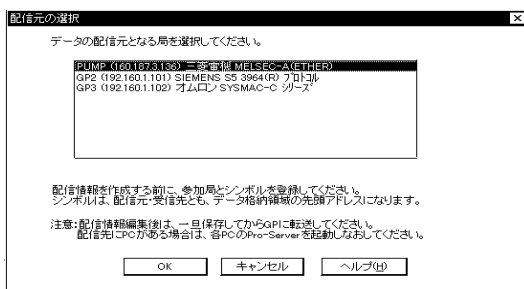 配信元の選択
データの配信元となる局を選択してください。
PUMP (160.187.3.136) 三菱電機 MELSEC-A(ETHER)
GP2 (192.160.1.101) SIEMENS S5 3964(R) プロトコル
GP3 (192.160.1.102) オムロン SYSMAC-C シリーズ
配信情報を作成する前に、参加局とシンボルを登録してください。
シンボルは、配信元・受信先とも、データ格納領域の先頭アドレスになります。
注意:配信情報編集後は、一旦保存してからGPに転送してください。
配信先にPCがある場合は、各PCのPro-Serverを起動しなおしてください。
OK キャンセル ヘルプ(H)